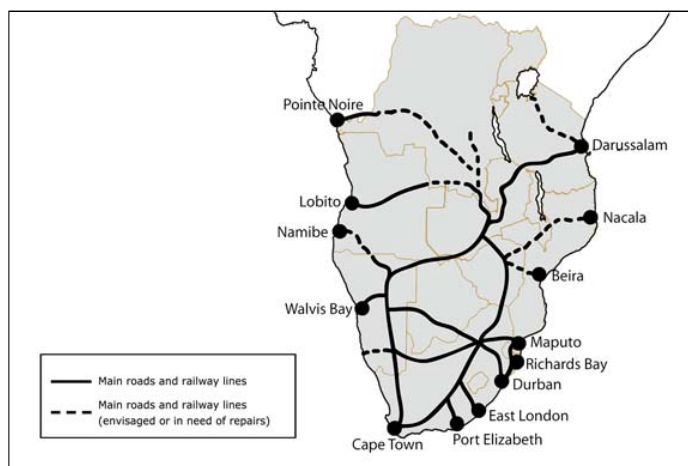 Pointe Noire
Darussalam
Lobito
Nacala
Namibe
Beira
Walvis Bay
Maputo
Richards Bay
Durban
East London
Port Elizabeth
Cape Town
Main roads and railway lines
Main roads and railway lines
(envisaged or in need of repairs)